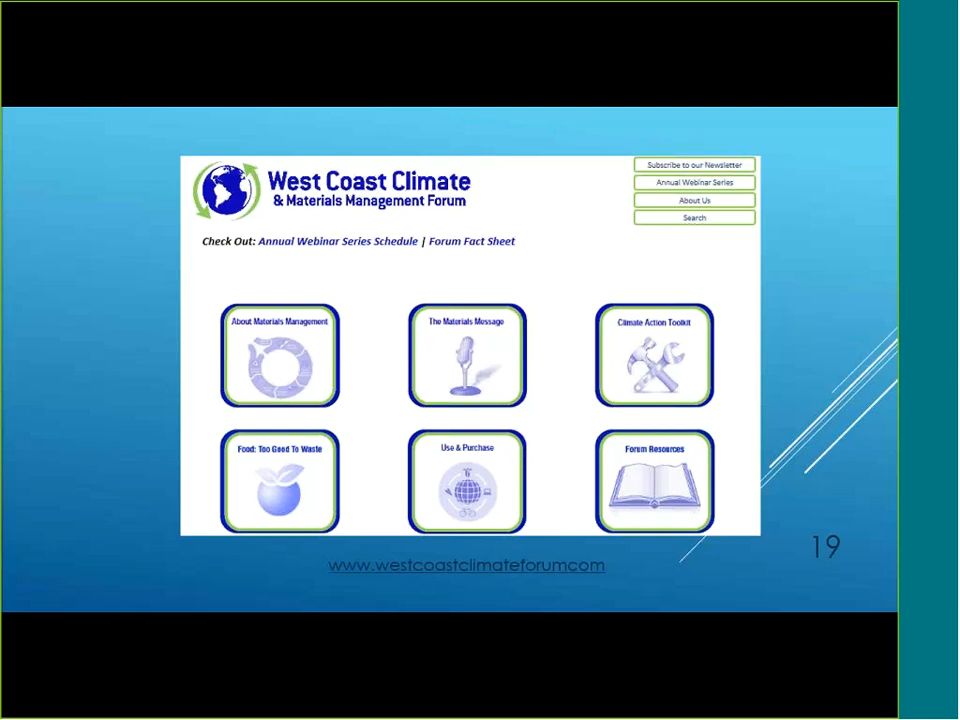 West Coast Climate
& Materials Management Forum
Subscribe to our Newsletter
Annual Webinar Series
About Us
Search
Check Out: Annual Webinar Series Schedule | Forum Fact Sheet
About Materials Management
The Materials Message
Climate Action Toolkit
Food: Too Good To Waste
Use & Purchase
Forum Resources
www.westcoastclimateforumcom
19